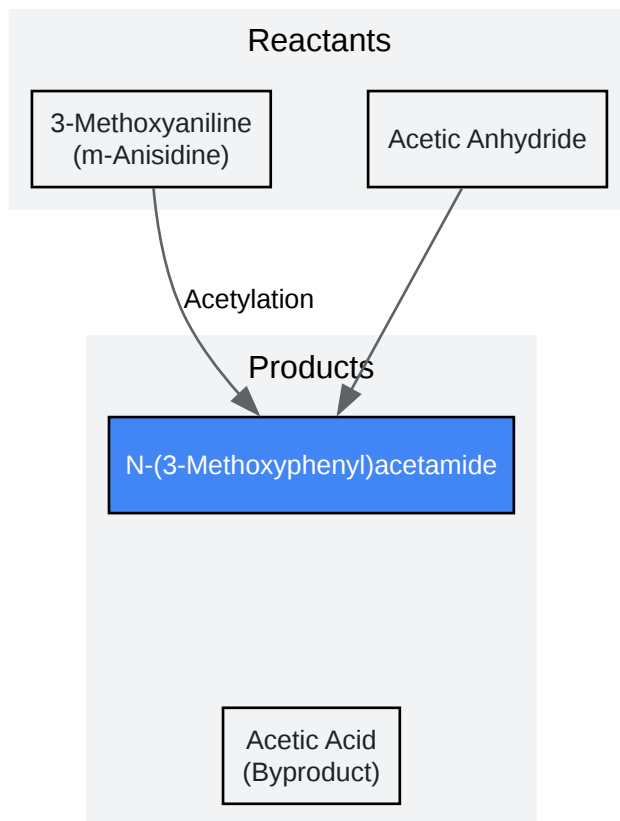 Reactants
3-Methoxyaniline
(m-Anisidine)
Acetic Anhydride
Acetylation
Products
N-(3-Methoxyphenyl)acetamide
Acetic Acid
(Byproduct)